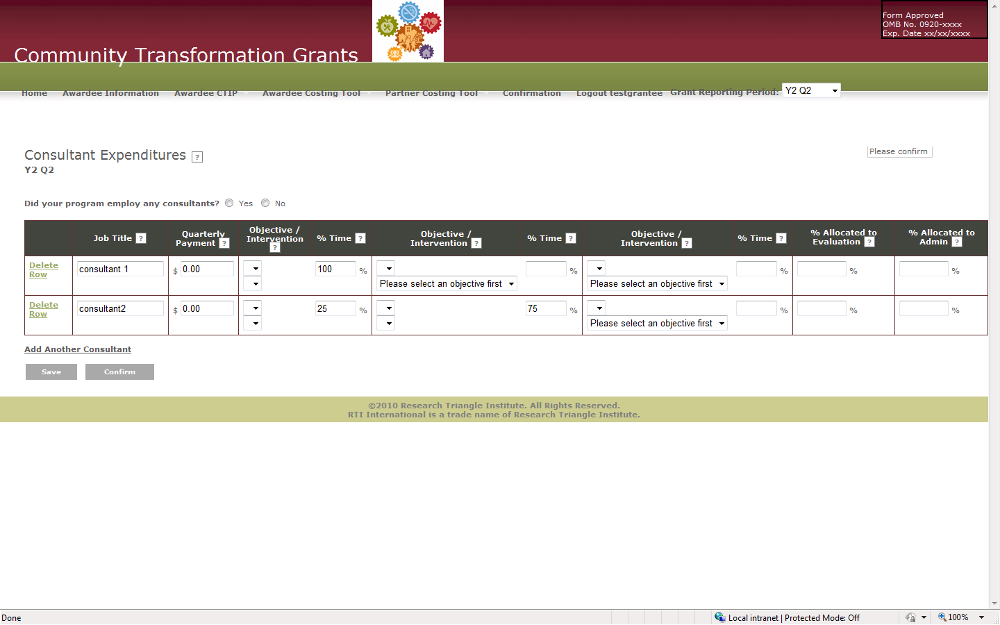 Form Approved
OMB No. 0920-xxxx
Exp. Date xx/xx/xxxx
Community Transformation Grants
Home Awardee Information Awardee CTIP Awardee Costing Tool Partner Costing Tool Confirmation Logout testgrantee Grant Reporting Period: Y2 Q2
Consultant Expenditures ?
Please confirm
Y2 Q2
Did your program employ any consultants? Yes No
Job Title ? Quarterly Payment ? Objective / Intervention ? % Time ? Objective / Intervention ? % Time ? Objective / Intervention ? % Time ? % Allocated to Evaluation ? % Allocated to Admin ?
Delete Row consultant 1 $ 0.00 100 % Please select an objective first % Please select an objective first % % %
Delete Row consultant2 $ 0.00 25 % 75 % Please select an objective first % % %
Add Another Consultant
Save Confirm
©2010 Research Triangle Institute. All Rights Reserved.
RTI International is a trade name of Research Triangle Institute.
Done Local intranet | Protected Mode: Off 100%